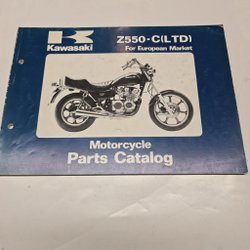 Kawasaki
Z550-C(LTD)
For European Market
Motorcycle
Parts Catalog